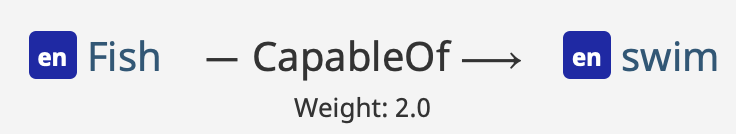 en Fish — CapableOf ⟶ en swim
Weight: 2.0